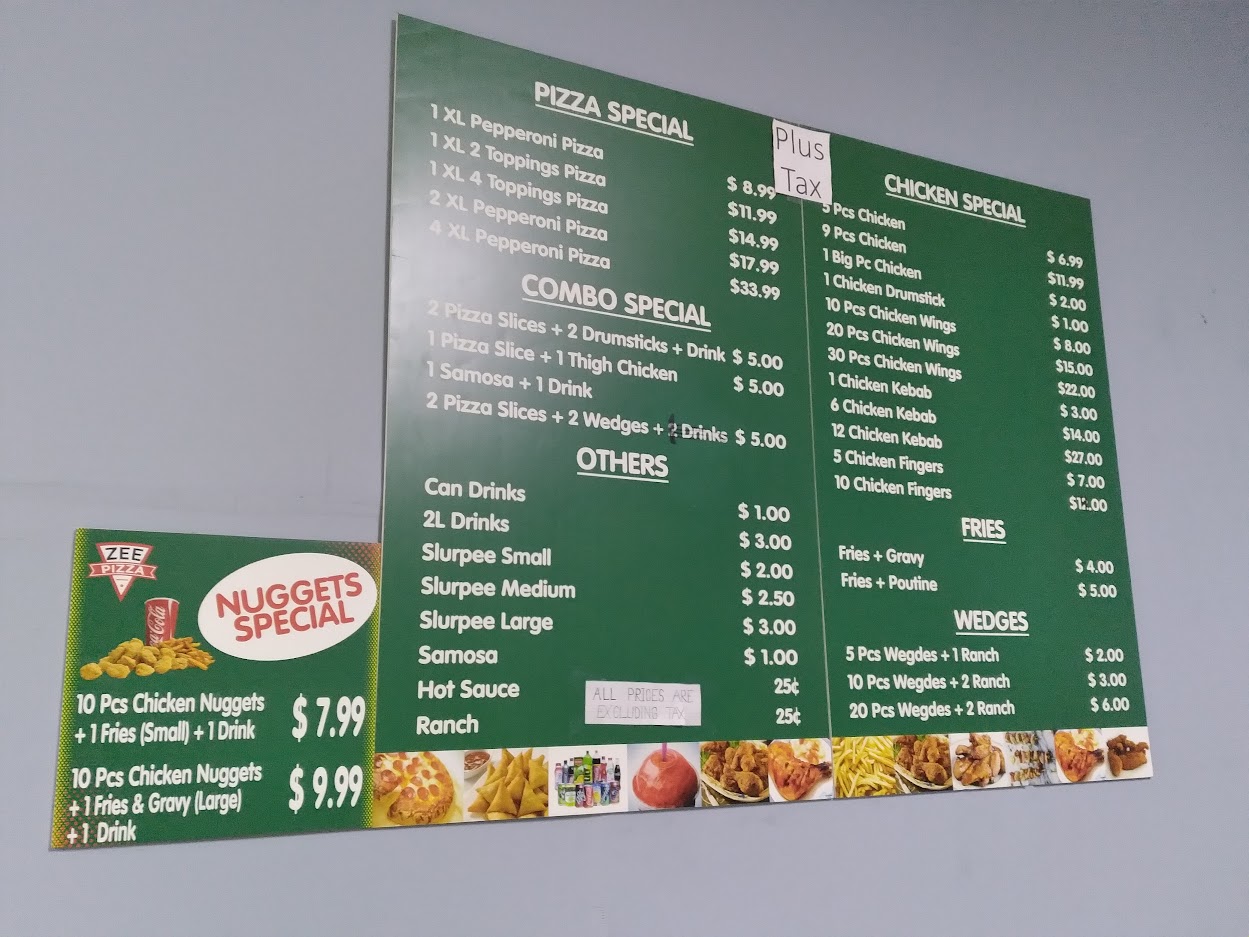 PIZZA SPECIAL
1 XL Pepperoni Pizza $ 8.99
1 XL 2 Toppings Pizza $11.99
1 XL 4 Toppings Pizza $14.99
2 XL Pepperoni Pizza $17.99
4 XL Pepperoni Pizza $33.99
COMBO SPECIAL
2 Pizza Slices + 2 Drumsticks + Drink $ 5.00
1 Pizza Slice + 1 Thigh Chicken $ 5.00
1 Samosa + 1 Drink
2 Pizza Slices + 2 Wedges + Drinks $ 5.00
OTHERS
Can Drinks $ 1.00
2L Drinks $ 3.00
Slurpee Small $ 2.00
Slurpee Medium $ 2.50
Slurpee Large $ 3.00
Samosa $ 1.00
Hot Sauce 25¢
Ranch 25¢
ALL PRICES ARE
EXCLUDING TAX
Plus
Tax
CHICKEN SPECIAL
5 Pcs Chicken $ 6.99
9 Pcs Chicken $11.99
1 Big Pc Chicken $ 2.00
1 Chicken Drumstick $ 1.00
10 Pcs Chicken Wings $ 8.00
20 Pcs Chicken Wings $15.00
30 Pcs Chicken Wings $22.00
1 Chicken Kebab $ 3.00
6 Chicken Kebab $14.00
12 Chicken Kebab $27.00
5 Chicken Fingers $ 7.00
10 Chicken Fingers $12.00
FRIES
Fries + Gravy $ 4.00
Fries + Poutine $ 5.00
WEDGES
5 Pcs Wegdes + 1 Ranch $ 2.00
10 Pcs Wegdes + 2 Ranch $ 3.00
20 Pcs Wegdes + 2 Ranch $ 6.00
ZEE
PIZZA
NUGGETS
SPECIAL
10 Pcs Chicken Nuggets
+ 1 Fries (Small) + 1 Drink $ 7.99
10 Pcs Chicken Nuggets
+ 1 Fries & Gravy (Large) $ 9.99
+ 1 Drink